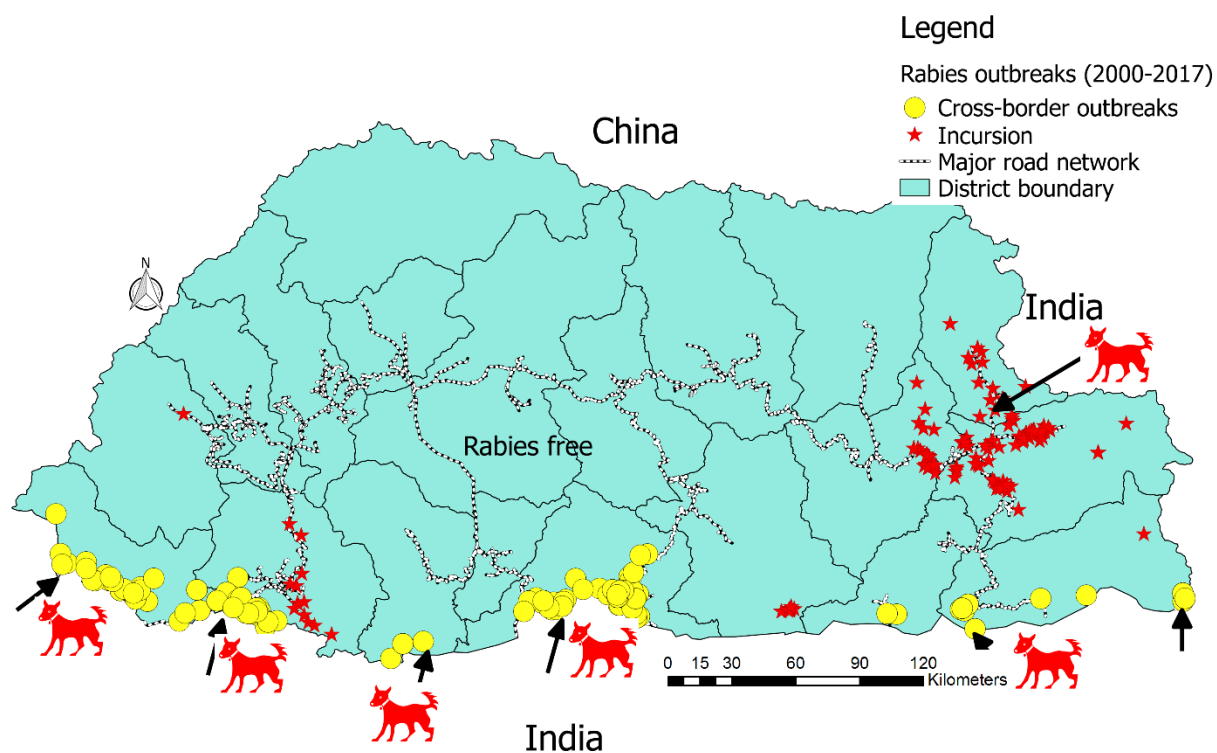 Legend
Rabies outbreaks (2000-2017)
Cross-border outbreaks
Incursion
Major road network
District boundary
China
N
India
Rabies free
0 15 30 60 90 120
Kilometers
India